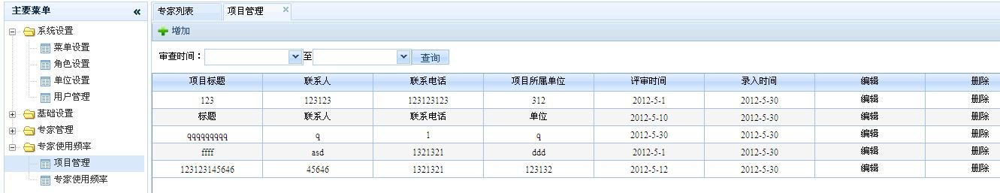 主要菜单
系统设置
菜单设置
角色设置
单位设置
用户管理
基础设置
专家管理
专家使用频率
项目管理
专家使用频率
专家列表 项目管理
增加
审查时间： 至 查询
项目标题 联系人 联系电话 项目所属单位 评审时间 录入时间 编辑 删除
123 123123 123123123 312 2012-5-1 2012-5-30 编辑 删除
标题 联系人 联系电话 单位 2012-5-10 2012-5-30 编辑 删除
qqqqqqqqq q 1 q 2012-5-30 2012-5-30 编辑 删除
ffff asd 1321321 ddd 2012-5-1 2012-5-30 编辑 删除
123123145646 45646 1321321 123132 2012-5-12 2012-5-30 编辑 删除